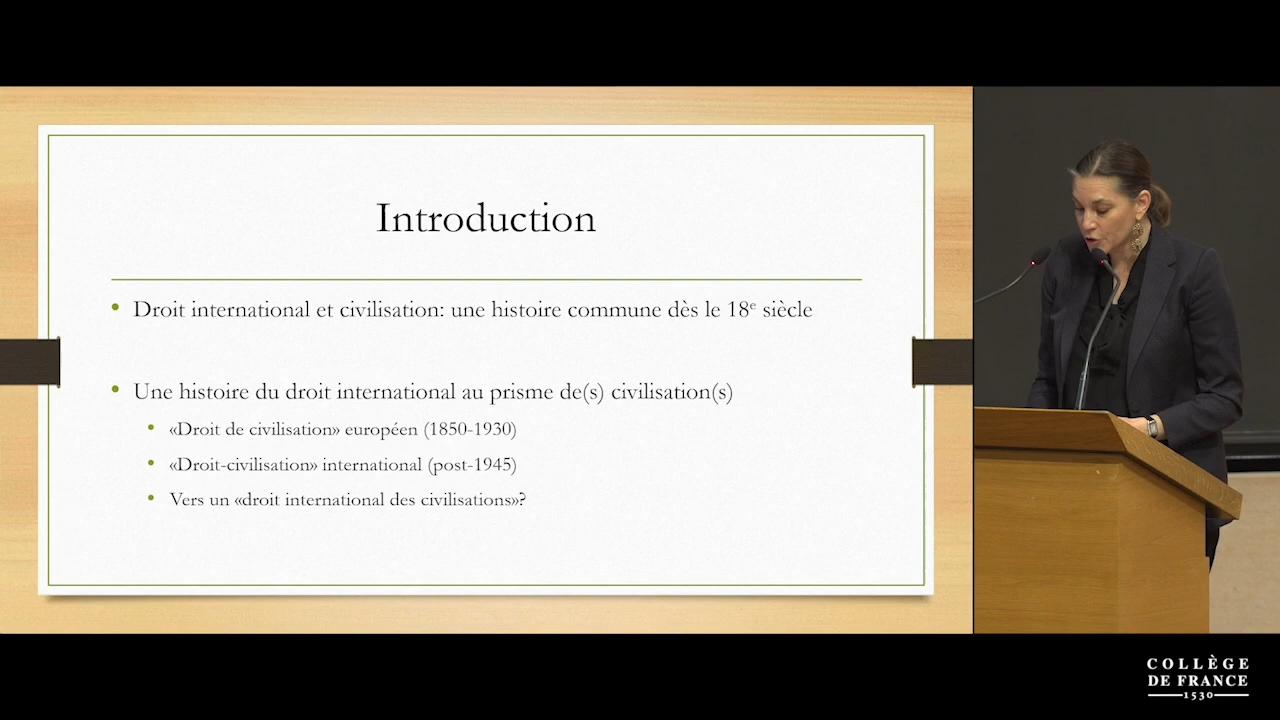 Introduction
• Droit international et civilisation: une histoire commune dès le 18e siècle
• Une histoire du droit international au prisme de(s) civilisation(s)
• «Droit de civilisation» européen (1850-1930)
• «Droit-civilisation» international (post-1945)
• Vers un «droit international des civilisations»?
COLLÈGE
DE FRANCE
1530